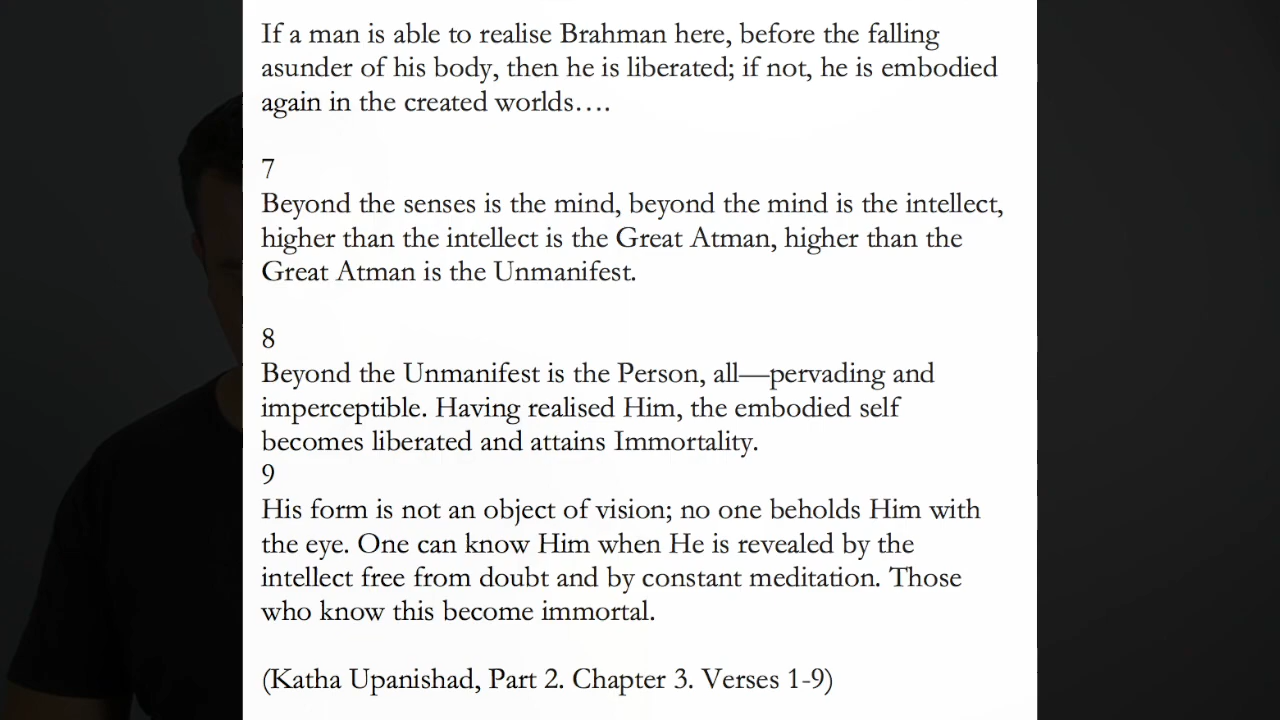 If a man is able to realise Brahman here, before the falling
asunder of his body, then he is liberated; if not, he is embodied
again in the created worlds….
7
Beyond the senses is the mind, beyond the mind is the intellect,
higher than the intellect is the Great Atman, higher than the
Great Atman is the Unmanifest.
8
Beyond the Unmanifest is the Person, all—pervading and
imperceptible. Having realised Him, the embodied self
becomes liberated and attains Immortality.
9
His form is not an object of vision; no one beholds Him with
the eye. One can know Him when He is revealed by the
intellect free from doubt and by constant meditation. Those
who know this become immortal.
(Katha Upanishad, Part 2. Chapter 3. Verses 1-9)